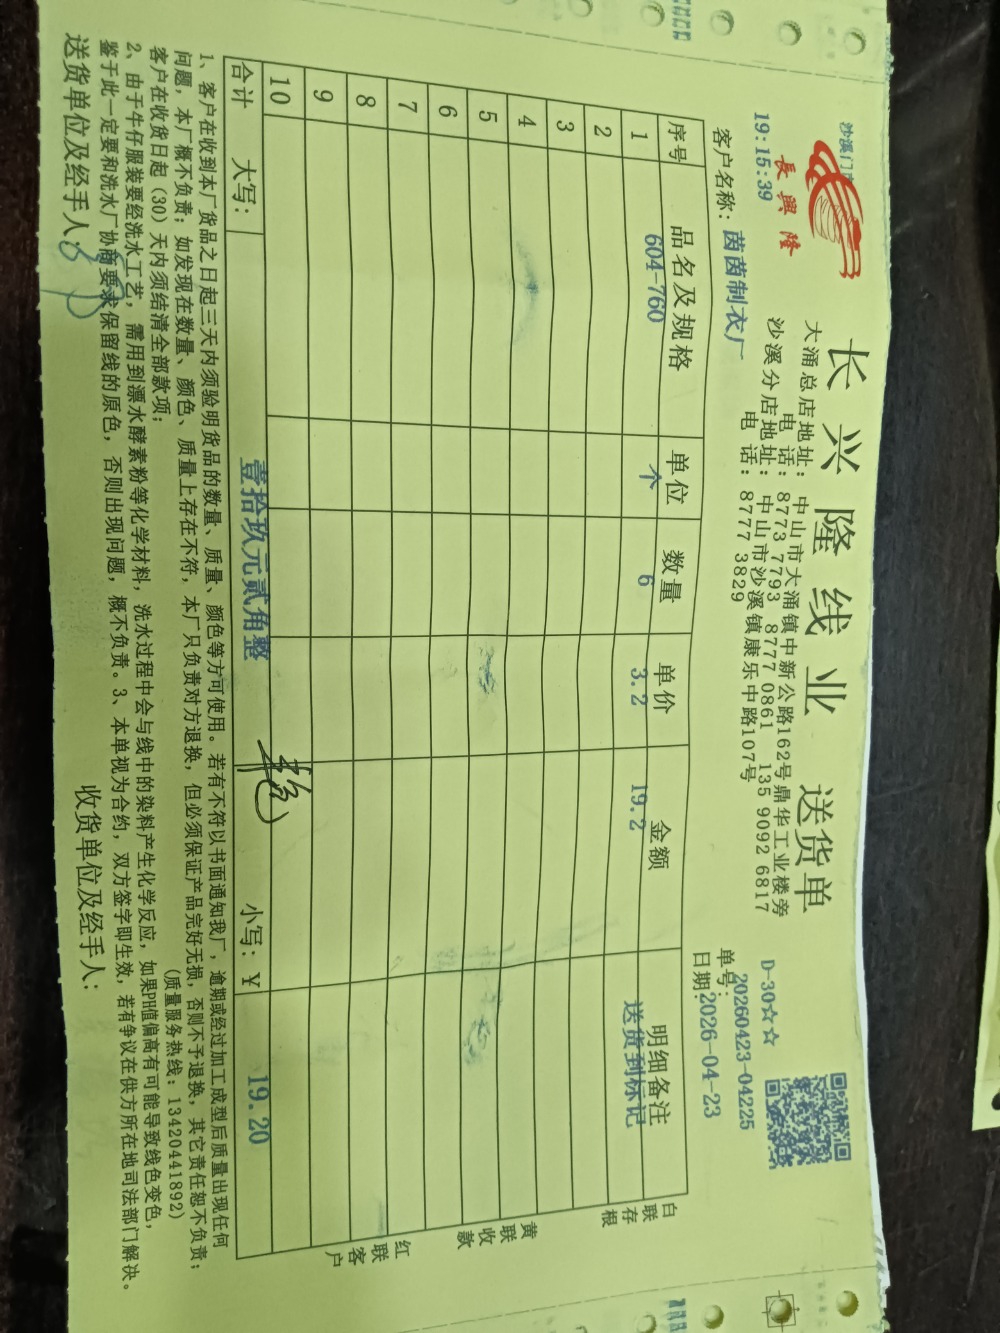 沙溪门市
長興隆
19:15:39
长兴隆线业 送货单
大涌总店地址: 中山市大涌镇中新公路162号鼎华工业楼旁
电 话: 8773 7793 8777 0861 135 9092 6817
沙溪分店地址: 中山市沙溪镇康乐中路107号
电 话: 8777 3829
D-30☆☆
单号: 20260423-04225
日期: 2026-04-23
客户名称: 茵茵制衣厂
序号 品名及规格 单位 数量 单价 金额 明细备注
1 604-760 个 6 3.2 19.2 送货到标记
2
3
4
5
6
7
8
9
10
合计 大写: 壹拾玖元贰角整 小写: ¥ 19.20
白联存根
黄联收款
红联客户
1、客户在收到本厂货品之日起三天内须验明货品的数量、质量、颜色等方可使用。若有不符以书面通知我厂,逾期或经过加工成型后质量出现任何
问题,本厂概不负责;如发现在数量、颜色、质量上存在不符,本厂只负责对方退换,但必须保证产品完好无损,否则不予退换,其它责任恕不负责;
客户在收货日起(30)天内须结清全部款项; (质量服务热线:13420441892)
2、由于牛仔服装要经洗水工艺,需用到漂水酵素粉等化学材料,洗水过程中会与线中的染料产生化学反应,如果PH值偏高有可能导致线色变色,
鉴于此一定要和洗水厂协商要求保留线的原色,否则出现问题,概不负责。3、本单视为合约,双方签字即生效,若有争议在供方所在地司法部门解决。
送货单位及经手人: 收货单位及经手人: